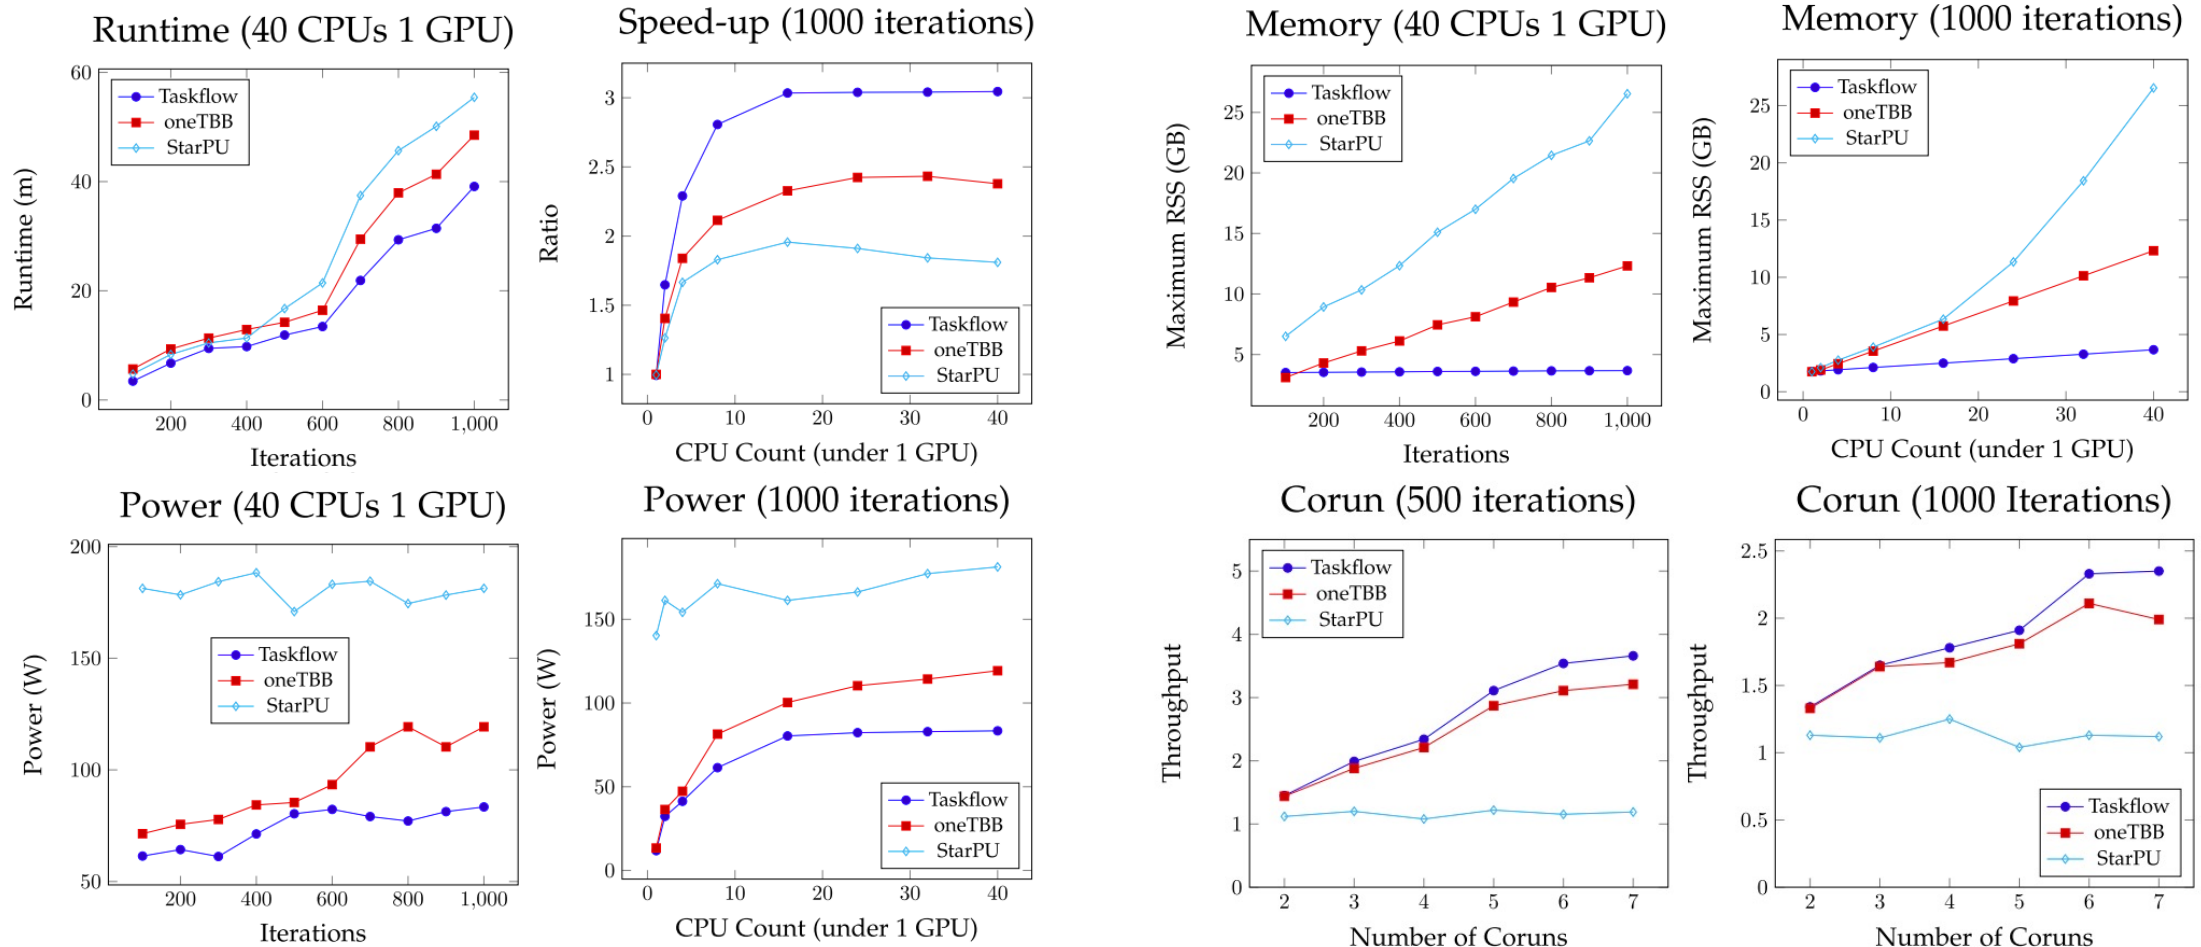 Runtime (40 CPUs 1 GPU)
60
40
20
0
Runtime (m)
Taskflow
oneTBB
StarPU
200
400
600
800
1,000
Iterations
Speed-up (1000 iterations)
3
2.5
2
1.5
1
Ratio
Taskflow
oneTBB
StarPU
0
10
20
30
40
CPU Count (under 1 GPU)
Memory (40 CPUs 1 GPU)
25
20
15
10
5
Maximum RSS (GB)
Taskflow
oneTBB
StarPU
200
400
600
800
1,000
Iterations
Memory (1000 iterations)
25
20
15
10
5
0
Maximum RSS (GB)
Taskflow
oneTBB
StarPU
0
10
20
30
40
CPU Count (under 1 GPU)
Power (40 CPUs 1 GPU)
200
150
100
50
Power (W)
Taskflow
oneTBB
StarPU
200
400
600
800
1,000
Iterations
Power (1000 iterations)
150
100
50
0
Power (W)
Taskflow
oneTBB
StarPU
0
10
20
30
40
CPU Count (under 1 GPU)
Corun (500 iterations)
5
4
3
2
1
0
Throughput
Taskflow
oneTBB
StarPU
2
3
4
5
6
7
Number of Coruns
Corun (1000 Iterations)
2.5
2
1.5
1
0.5
0
Throughput
Taskflow
oneTBB
StarPU
2
3
4
5
6
7
Number of Coruns